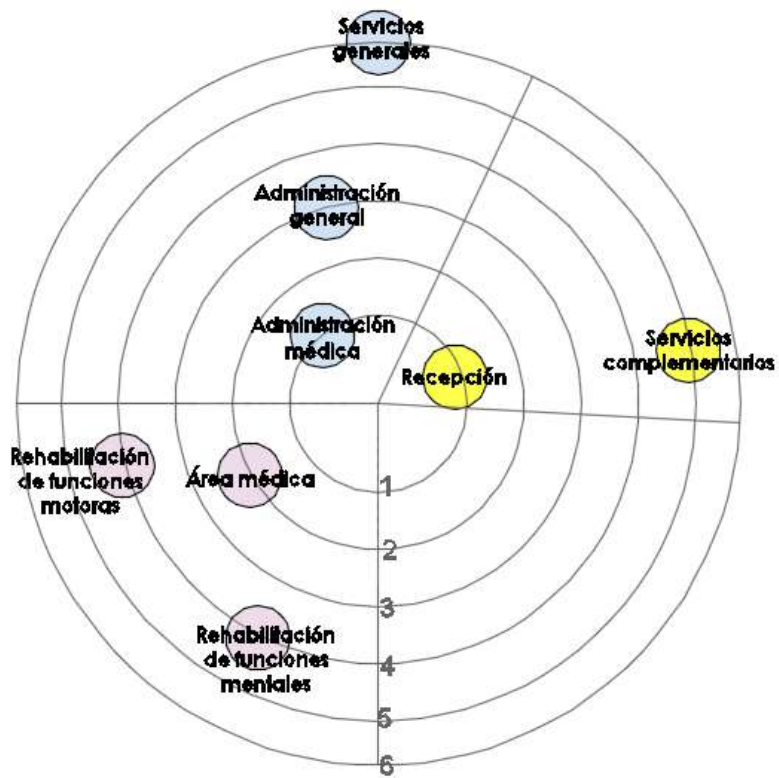 Servicios
generales
Administración
general
Administración
médica
Servicios
complementarios
Recepción
Rehabilitación
de funciones
motoras
Área médica
1
2
3
Rehabilitación
de funciones
mentales
4
5
6